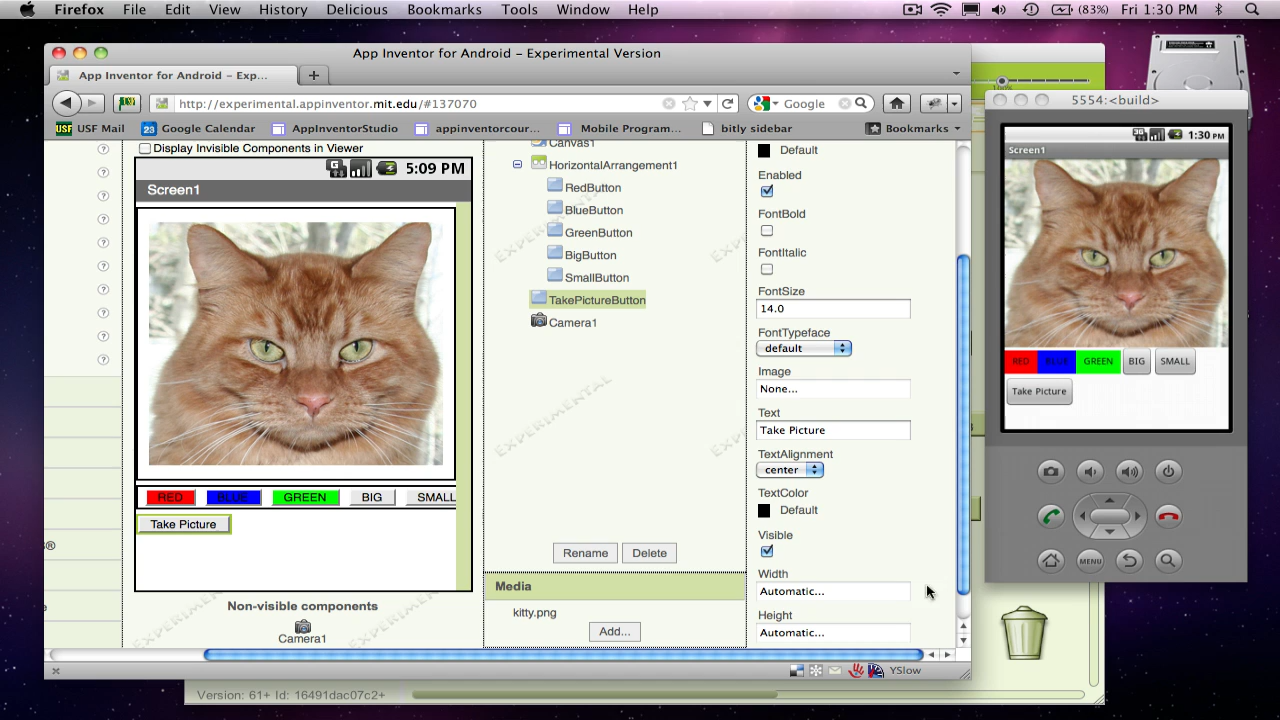 Firefox File Edit View History Delicious Bookmarks Tools Window Help (83%) Fri 1:30 PM
App Inventor for Android – Experimental Version
App Inventor for Android – Exp...
http://experimental.appinventor.mit.edu/#137070
Google
USF Mail
23 Google Calendar
AppInventorStudio
appinventorcour...
Mobile Program...
bitly sidebar
Bookmarks
Display Invisible Components in Viewer
5:09 PM
Screen1
RED BLUE GREEN BIG SMALL
Take Picture
Non-visible components
Camera1
Canvas1
HorizontalArrangement1
RedButton
BlueButton
GreenButton
BigButton
SmallButton
TakePictureButton
Camera1
EXPERIMENTAL
Rename Delete
Media
kitty.png
Add...
Default
Enabled
FontBold
FontItalic
FontSize
14.0
FontTypeface
default
Image
None...
Text
Take Picture
TextAlignment
center
TextColor
Default
Visible
Width
Automatic...
Height
Automatic...
YSlow
Version: 61+ Id: 16491dac07c2+
100%
5554:<build>
3G 1:30 PM
Screen1
RED BLUE GREEN BIG SMALL
Take Picture
MENU